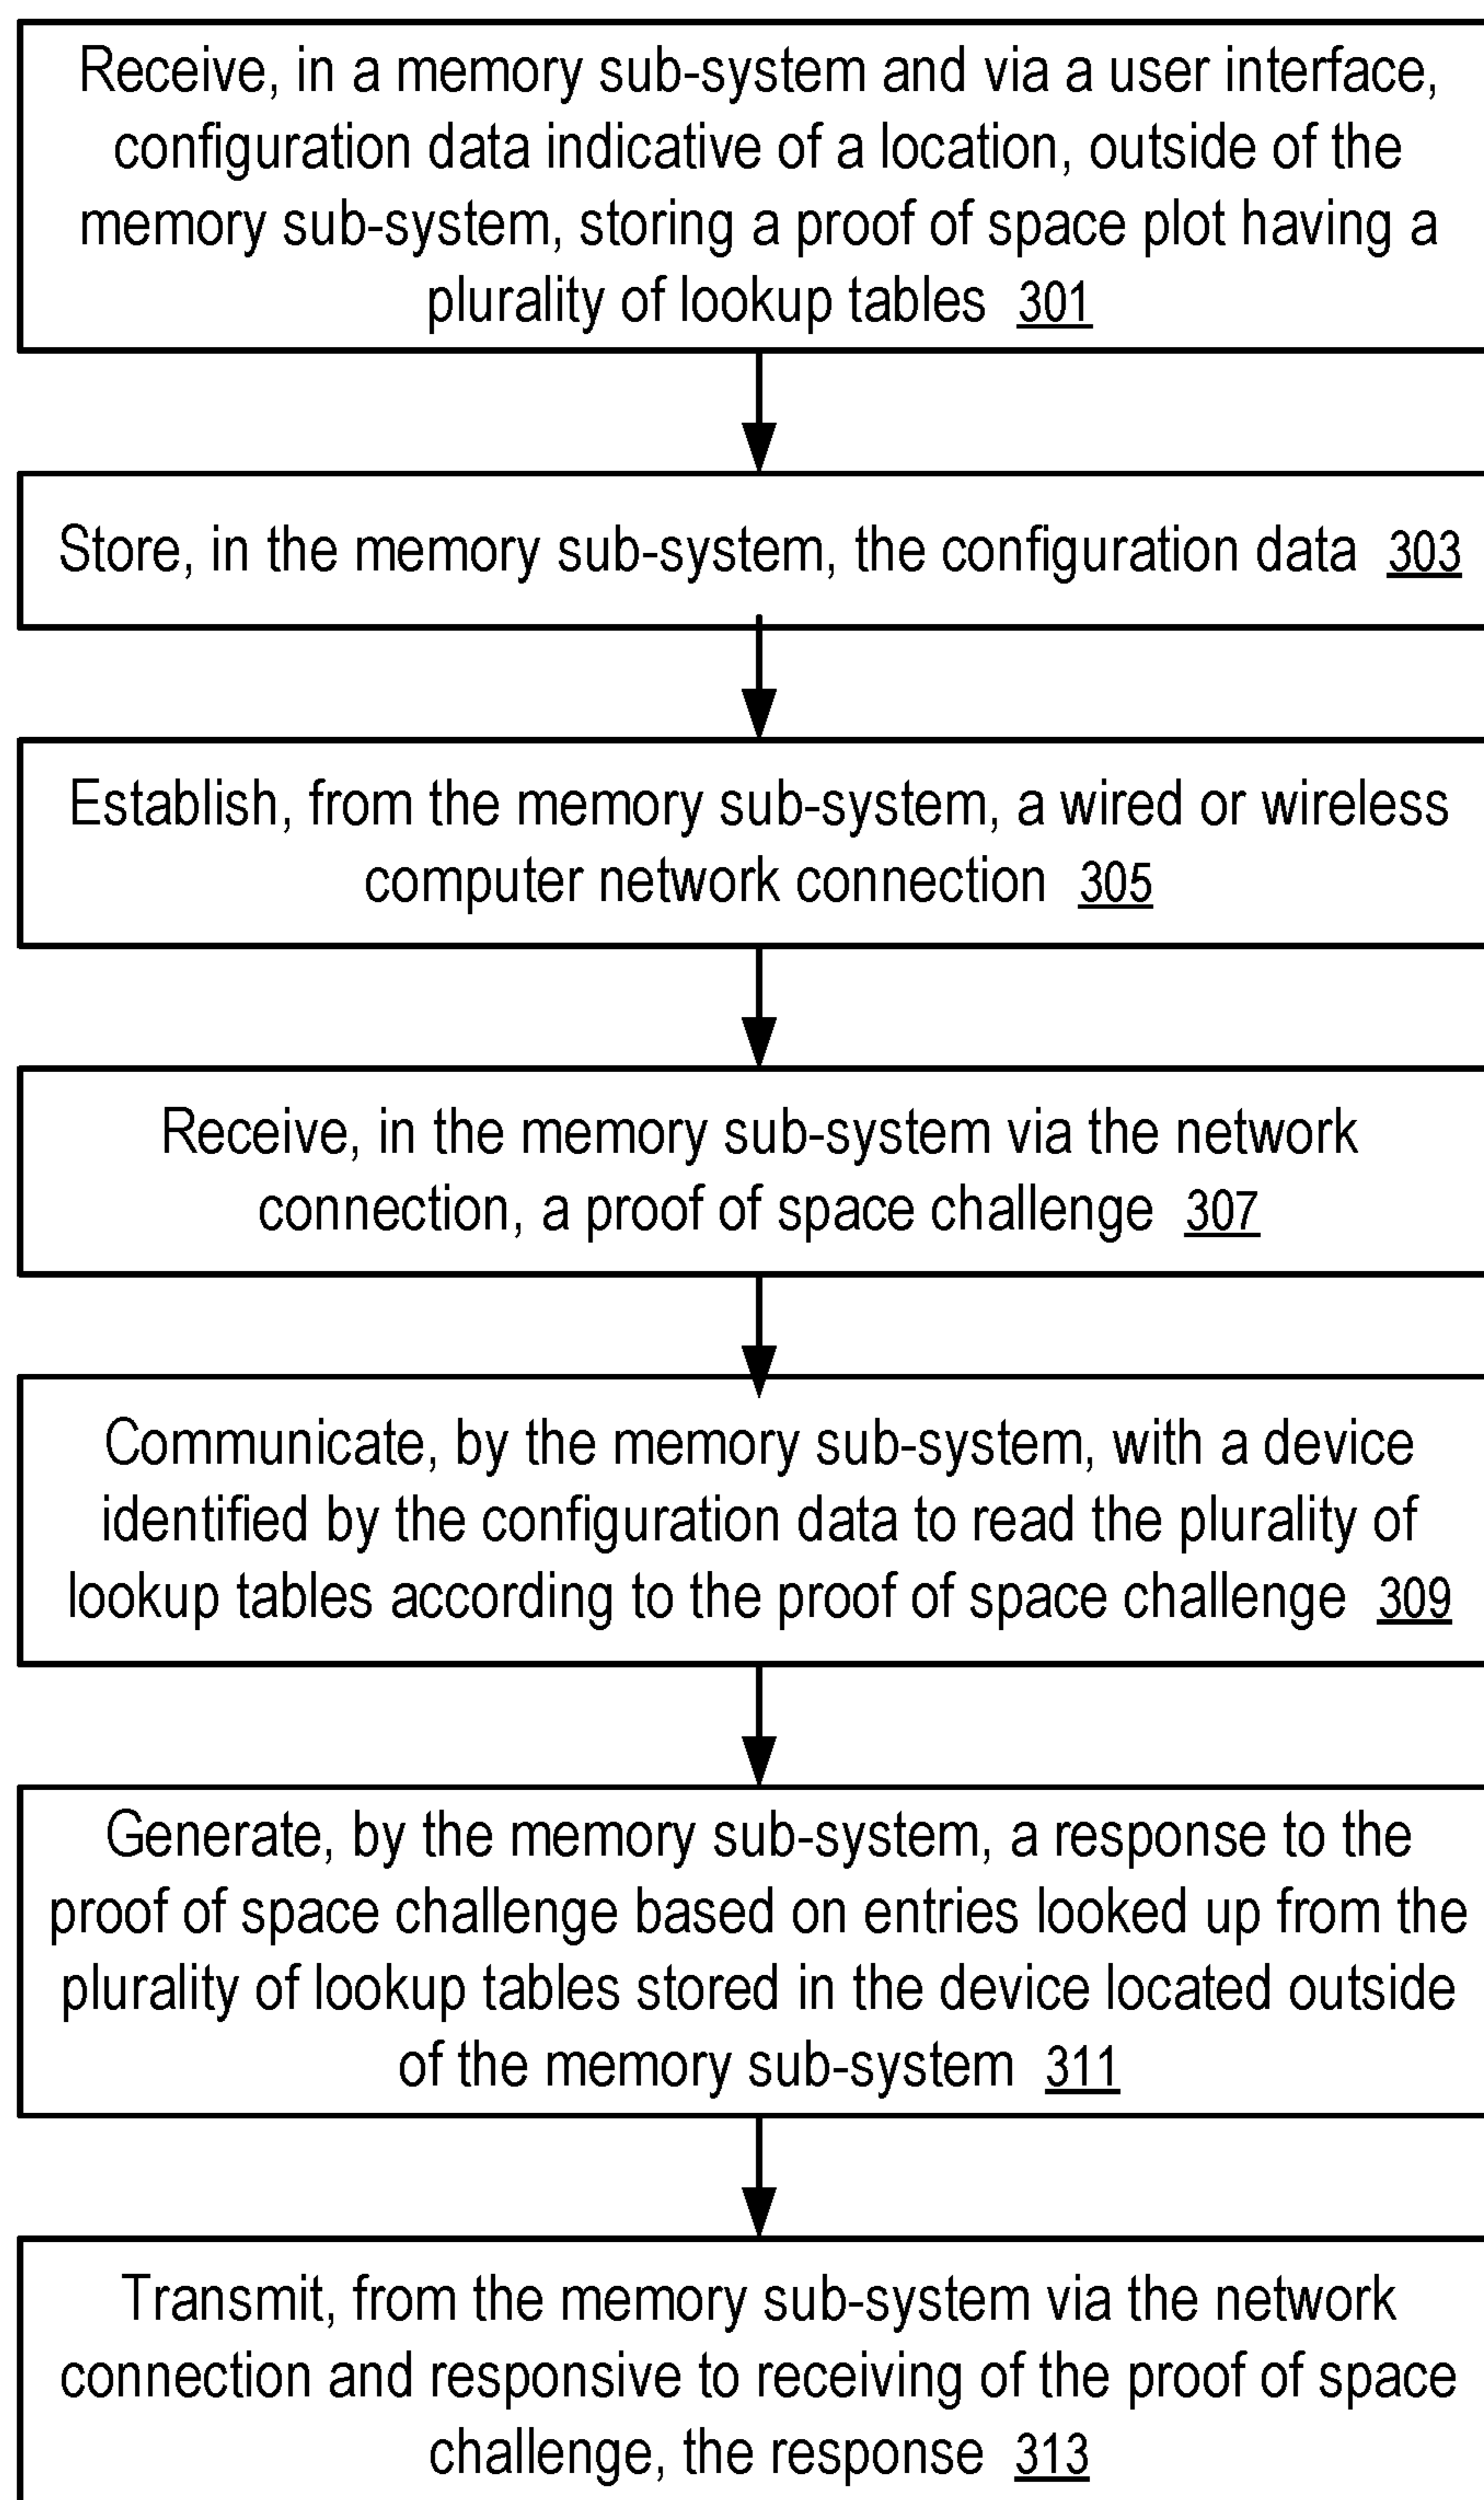 Receive, in a memory sub-system and via a user interface,
configuration data indicative of a location, outside of the
memory sub-system, storing a proof of space plot having a
plurality of lookup tables 301
Store, in the memory sub-system, the configuration data 303
Establish, from the memory sub-system, a wired or wireless
computer network connection 305
Receive, in the memory sub-system via the network
connection, a proof of space challenge 307
Communicate, by the memory sub-system, with a device
identified by the configuration data to read the plurality of
lookup tables according to the proof of space challenge 309
Generate, by the memory sub-system, a response to the
proof of space challenge based on entries looked up from the
plurality of lookup tables stored in the device located outside
of the memory sub-system 311
Transmit, from the memory sub-system via the network
connection and responsive to receiving of the proof of space
challenge, the response 313